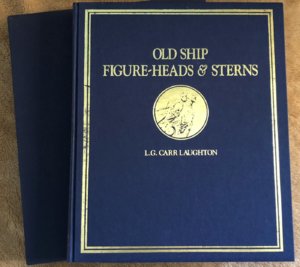 OLD SHIP
FIGURE-HEADS & STERNS
L.G. CARR LAUGHTON